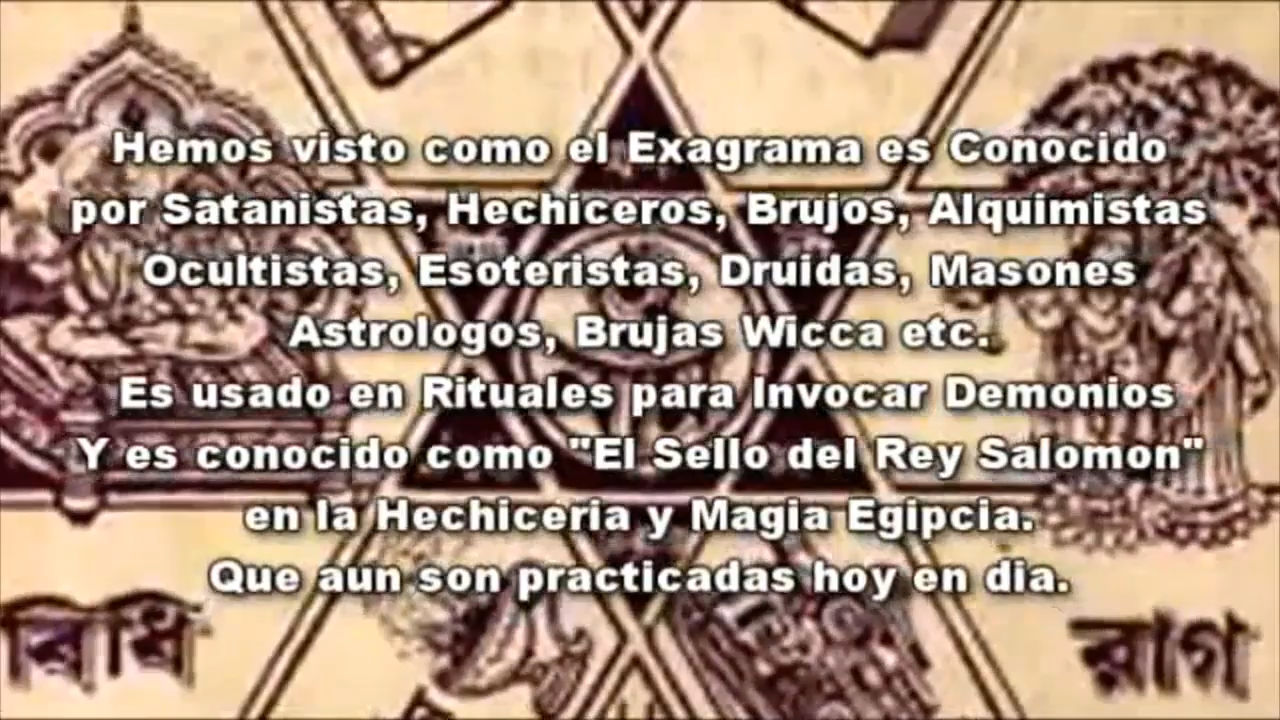 Hemos visto como el Exagrama es Conocido
por Satanistas, Hechiceros, Brujos, Alquimistas
Ocultistas, Esoteristas, Druidas, Masones
Astrologos, Brujas Wicca etc.
Es usado en Rituales para Invocar Demonios
Y es conocido como "El Sello del Rey Salomon"
en la Hechiceria y Magia Egipcia.
Que aun son practicadas hoy en dia.
রাগ